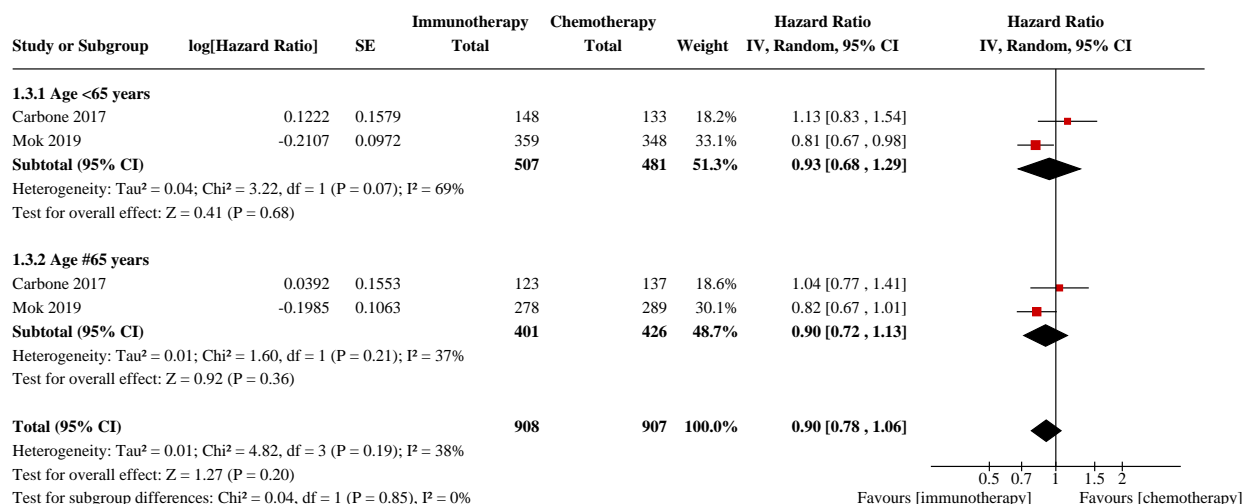 Immunotherapy Chemotherapy Hazard Ratio Hazard Ratio
Study or Subgroup log[Hazard Ratio] SE Total Total Weight IV, Random, 95% CI IV, Random, 95% CI
1.3.1 Age <65 years
Carbone 2017 0.1222 0.1579 148 133 18.2% 1.13 [0.83 , 1.54]
Mok 2019 -0.2107 0.0972 359 348 33.1% 0.81 [0.67 , 0.98]
Subtotal (95% CI) 507 481 51.3% 0.93 [0.68 , 1.29]
Heterogeneity: Tau² = 0.04; Chi² = 3.22, df = 1 (P = 0.07); I² = 69%
Test for overall effect: Z = 0.41 (P = 0.68)
1.3.2 Age #65 years
Carbone 2017 0.0392 0.1553 123 137 18.6% 1.04 [0.77 , 1.41]
Mok 2019 -0.1985 0.1063 278 289 30.1% 0.82 [0.67 , 1.01]
Subtotal (95% CI) 401 426 48.7% 0.90 [0.72 , 1.13]
Heterogeneity: Tau² = 0.01; Chi² = 1.60, df = 1 (P = 0.21); I² = 37%
Test for overall effect: Z = 0.92 (P = 0.36)
Total (95% CI) 908 907 100.0% 0.90 [0.78 , 1.06]
Heterogeneity: Tau² = 0.01; Chi² = 4.82, df = 3 (P = 0.19); I² = 38%
Test for overall effect: Z = 1.27 (P = 0.20)
0.5 0.7 1 1.5 2
Test for subgroup differences: Chi² = 0.04, df = 1 (P = 0.85), I² = 0%
Favours [immunotherapy] Favours [chemotherapy]